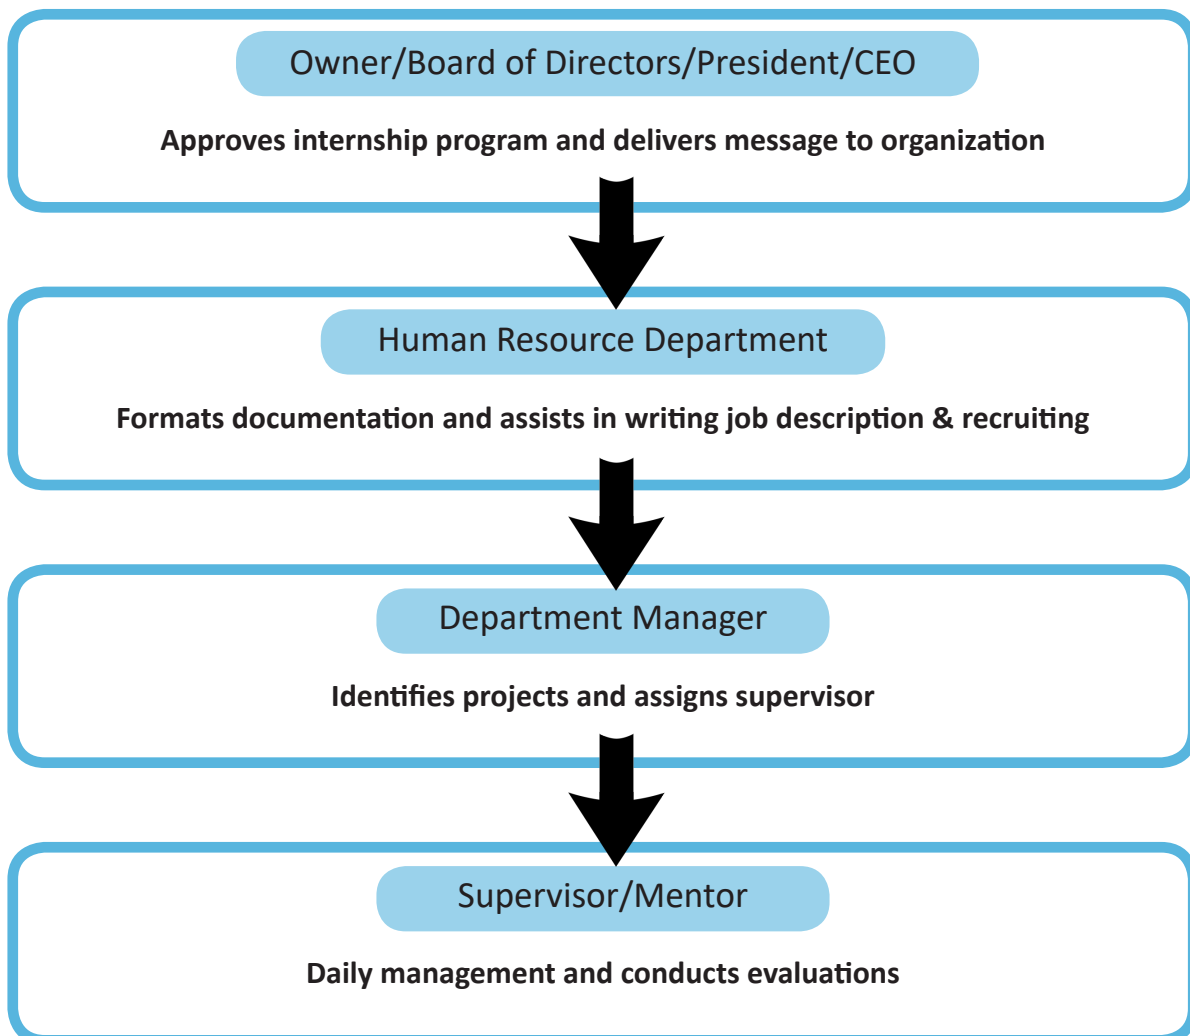 Owner/Board of Directors/President/CEO
Approves internship program and delivers message to organization
Human Resource Department
Formats documentation and assists in writing job description & recruiting
Department Manager
Identifies projects and assigns supervisor
Supervisor/Mentor
Daily management and conducts evaluations